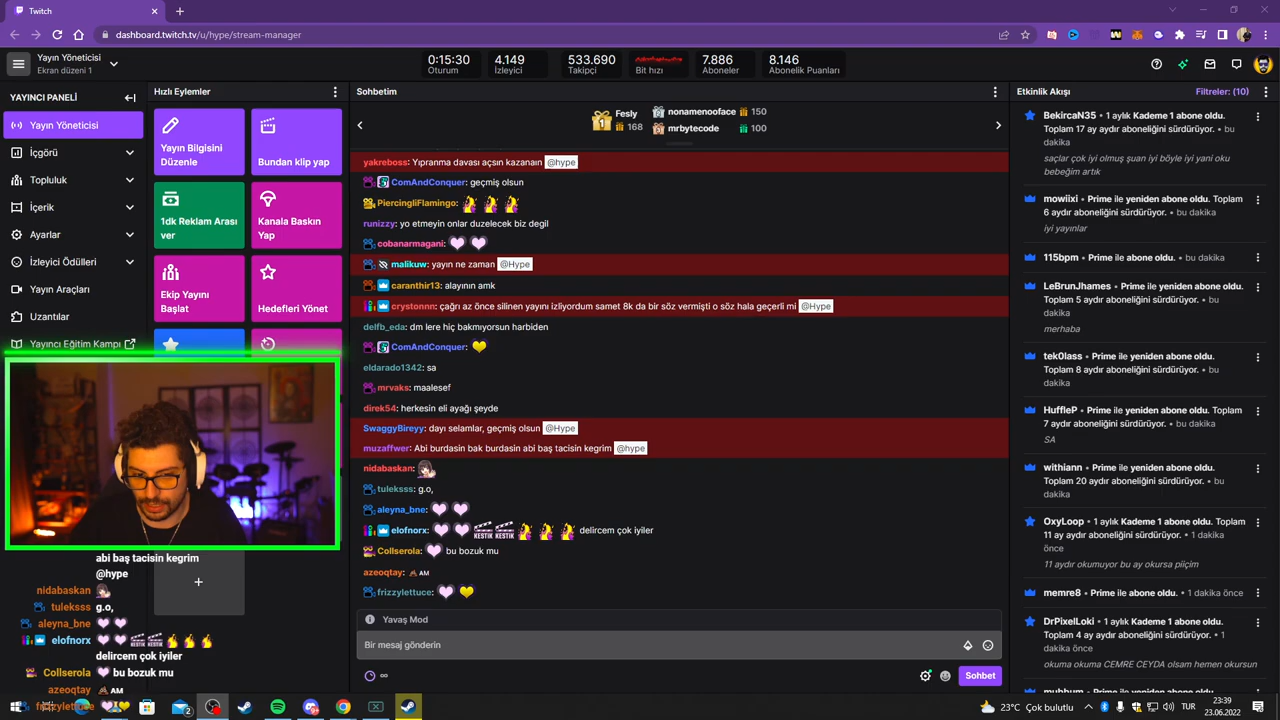 Twitch
dashboard.twitch.tv/u/hype/stream-manager
Yayın Yöneticisi
Ekran düzeni 1
0:15:30
Oturum
4.149
İzleyici
533.690
Takipçi
Bit hızı
7.886
Aboneler
8.146
Abonelik Puanları
YAYINCI PANELİ
Yayın Yöneticisi
İçgörü
Topluluk
İçerik
Ayarlar
İzleyici Ödülleri
Yayın Araçları
Uzantılar
Yayıncı Eğitim Kampı
Hızlı Eylemler
Yayın Bilgisini
Düzenle
Bundan klip yap
1dk Reklam Arası
ver
Kanala Baskın
Yap
Ekip Yayını
Başlat
Hedefleri Yönet
+
Sohbetim
1
Fesly
168
nonamenooface 150
mrbytecode 100
yakreboss: Yıpranma davası açsın kazanaın @hype
ComAndConquer: geçmiş olsun
PiercingliFlamingo:
runizzy: yo etmeyin onlar duzelecek biz degil
cobanarmagani:
malikuw: yayın ne zaman @Hype
caranthir13: alayının amk
crystonnn: çağrı az önce silinen yayını izliyordum samet 8k da bir söz vermişti o söz hala geçerli mi @Hype
delfb_eda: dm lere hiç bakmıyorsun harbiden
ComAndConquer:
eldarado1342: sa
mrvaks: maalesef
direk54: herkesin eli ayağı şeyde
SwaggyBireyy: dayı selamlar, geçmiş olsun @Hype
muzaffwer: Abi burdasin bak burdasin abi baş tacisin kegrim @hype
nidabaskan:
tuleksss: g.o,
aleyna_bne:
elofnorx: KESTIK KESTIK delircem çok iyiler
Collserola: bu bozuk mu
azeoqtay: AM
frizzylettuce:
Yavaş Mod
Bir mesaj gönderin
∞
Sohbet
Etkinlik Akışı
Filtreler: (10)
BekircaN35 • 1 aylık Kademe 1 abone oldu.
Toplam 17 ay aydır aboneliğini sürdürüyor. • bu
dakika
saçlar çok iyi olmuş şuan iyi böyle iyi yani oku
bebeğim artık
mowiixi • Prime ile yeniden abone oldu. Toplam
6 aydır aboneliğini sürdürüyor. • bu dakika
iyi yayınlar
115bpm • Prime ile abone oldu. • bu dakika
LeBrunJhames • Prime ile yeniden abone oldu.
Toplam 5 aydır aboneliğini sürdürüyor. • bu
dakika
merhaba
tek0lass • Prime ile yeniden abone oldu.
Toplam 8 aydır aboneliğini sürdürüyor. • bu
dakika
HuffleP • Prime ile yeniden abone oldu. Toplam
7 aydır aboneliğini sürdürüyor. • bu dakika
SA
withiann • Prime ile yeniden abone oldu.
Toplam 20 aydır aboneliğini sürdürüyor. • bu
dakika
OxyLoop • 1 aylık Kademe 1 abone oldu. Toplam
11 ay aydır aboneliğini sürdürüyor. • 1 dakika
önce
11 aydır okumuyor bu ay okursa piiçim
memre8 • Prime ile abone oldu. • 1 dakika önce
DrPixelLoki • 1 aylık Kademe 1 abone oldu.
Toplam 4 ay aydır aboneliğini sürdürüyor. • 1
dakika önce
okuma okuma CEMRE CEYDA olsam hemen okursun
abi baş tacisin kegrim
@hype
nidabaskan
tuleksss g.o,
aleyna_bne
elofnorx KESTIK KESTIK
delircem çok iyiler
Collserola bu bozuk mu
azeoqtay AM
frizzylettuce
2
23°C Çok bulutlu
TUR
23:39
23.06.2022